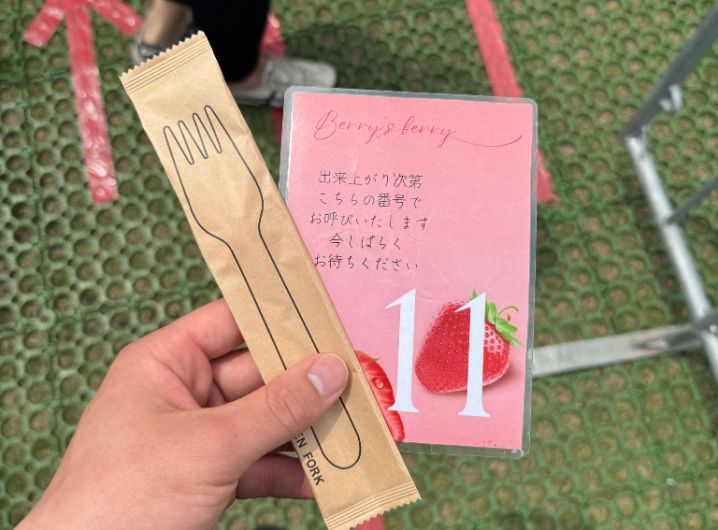 Berry's berry
出来上がり次第
こちらの番号で
お呼びいたします
今しばらく
お待ちください
11
EN FORK